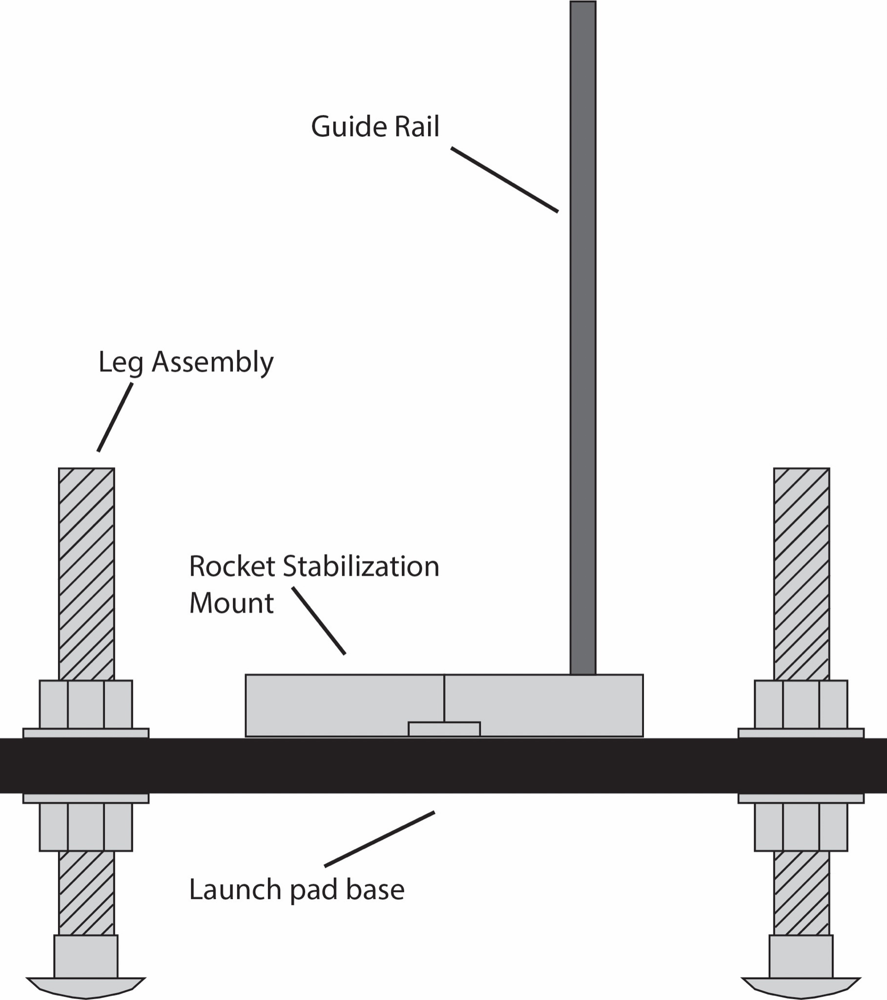 Guide Rail
Leg Assembly
Rocket Stabilization
Mount
Launch pad base